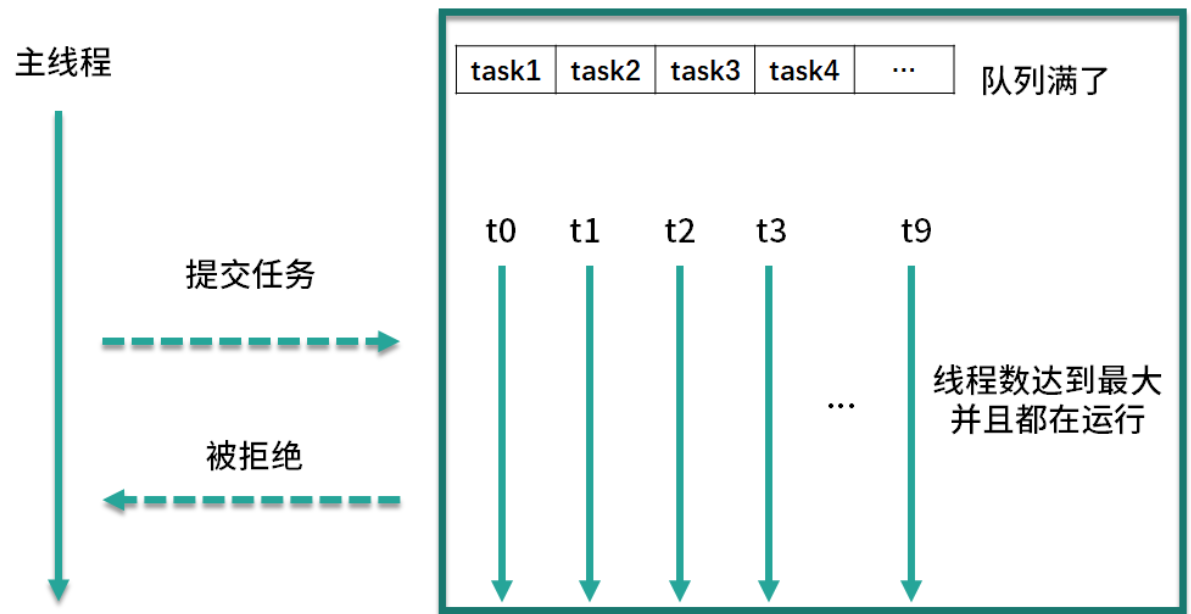 主线程
task1 task2 task3 task4 ...
队列满了
t0 t1 t2 t3 t9
提交任务
...
线程数达到最大
并且都在运行
被拒绝